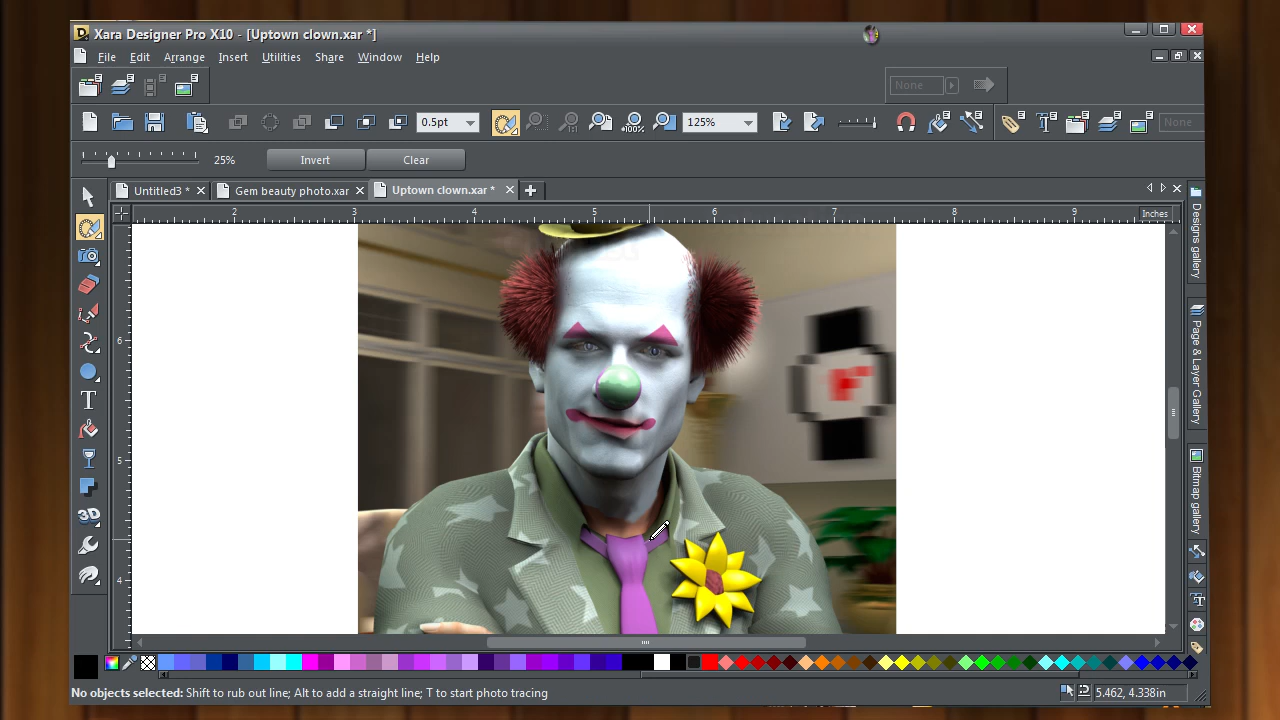 Xara Designer Pro X10 - [Uptown clown.xar *]
File Edit Arrange Insert Utilities Share Window Help
None
0.5pt 125% None
25% Invert Clear
Untitled3 * Gem beauty photo.xar Uptown clown.xar *
2 3 4 5 6 7 8 9 Inches
6
5
4
Designs gallery
Page & Layer Gallery
Bitmap gallery
No objects selected: Shift to rub out line; Alt to add a straight line; T to start photo tracing
5.462, 4.338in